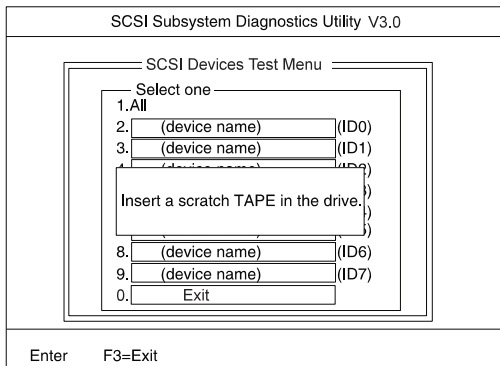 SCSI Subsystem Diagnostics Utility V3.0
SCSI Devices Test Menu
Select one
1.All
2. (device name) (ID0)
3. (device name) (ID1)
Insert a scratch TAPE in the drive.
8. (device name) (ID6)
9. (device name) (ID7)
0. Exit
Enter F3=Exit